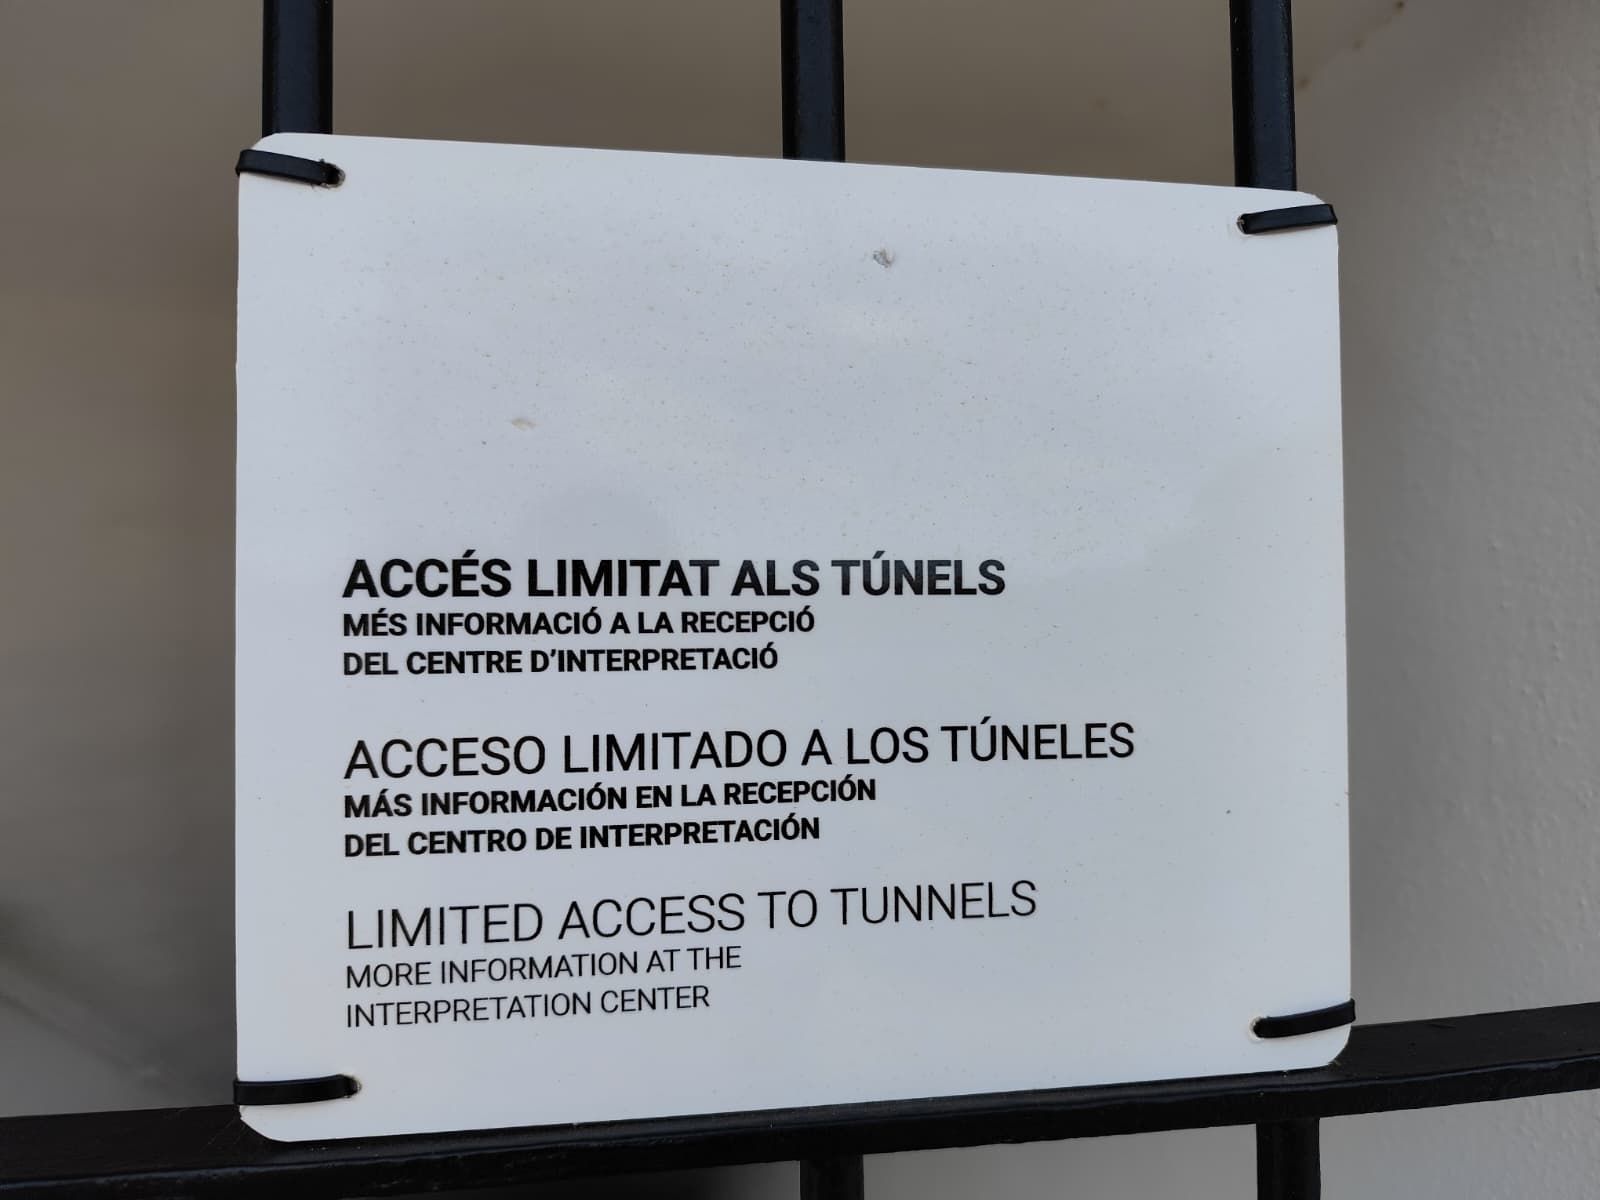 ACCÉS LIMITAT ALS TÚNELS
MÉS INFORMACIÓ A LA RECEPCIÓ
DEL CENTRE D'INTERPRETACIÓ
ACCESO LIMITADO A LOS TÚNELES
MÁS INFORMACIÓN EN LA RECEPCIÓN
DEL CENTRO DE INTERPRETACIÓN
LIMITED ACCESS TO TUNNELS
MORE INFORMATION AT THE
INTERPRETATION CENTER